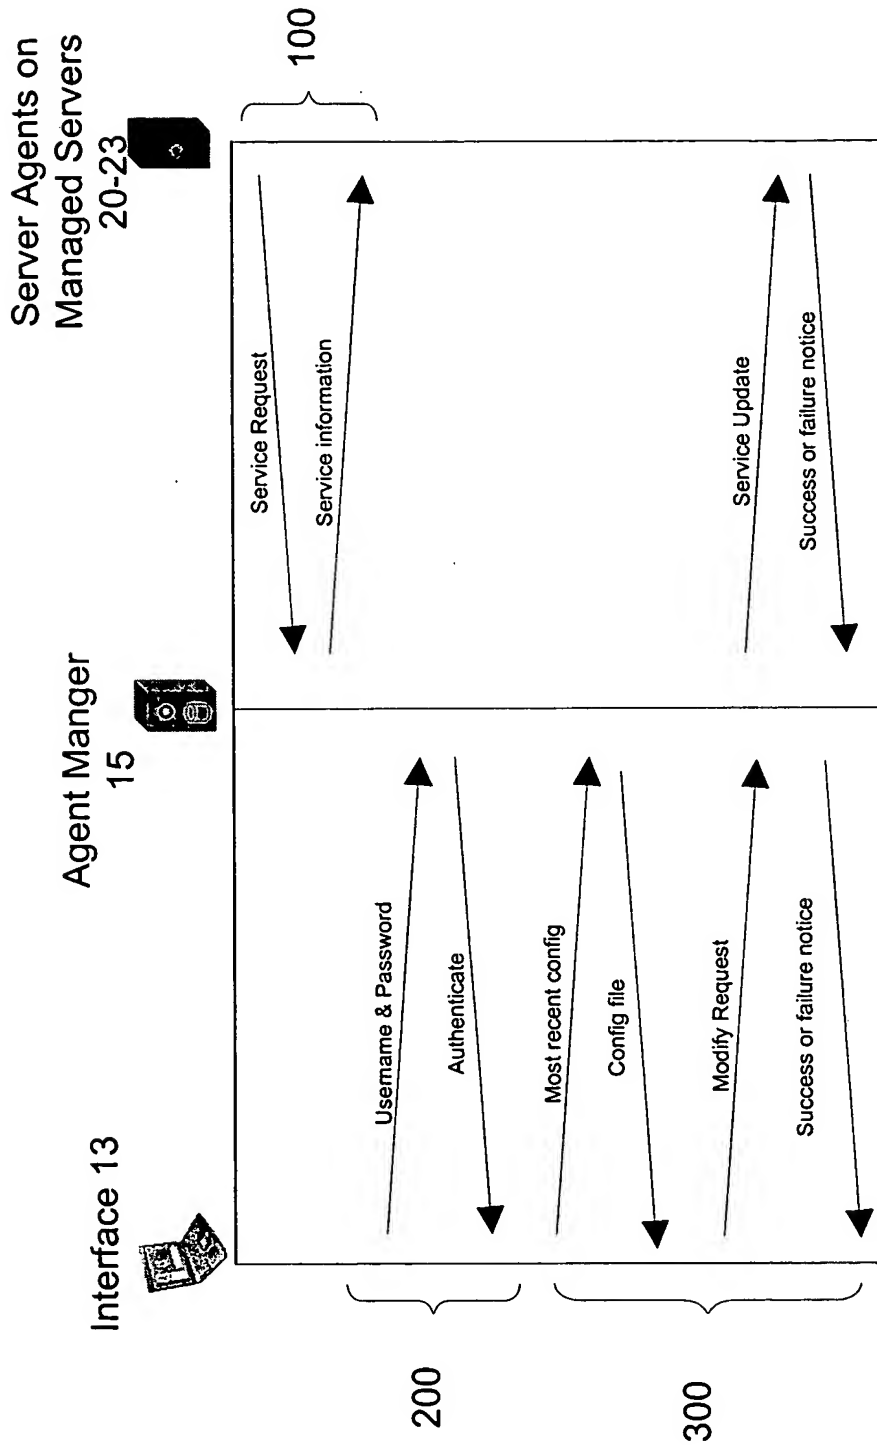 Interface 13
Agent Manger
15
Server Agents on
Managed Servers
20-23
100
Service Request
Service information
200
Username & Password
Authenticate
300
Most recent config
Config file
Modify Request
Service Update
Success or failure notice
Success or failure notice